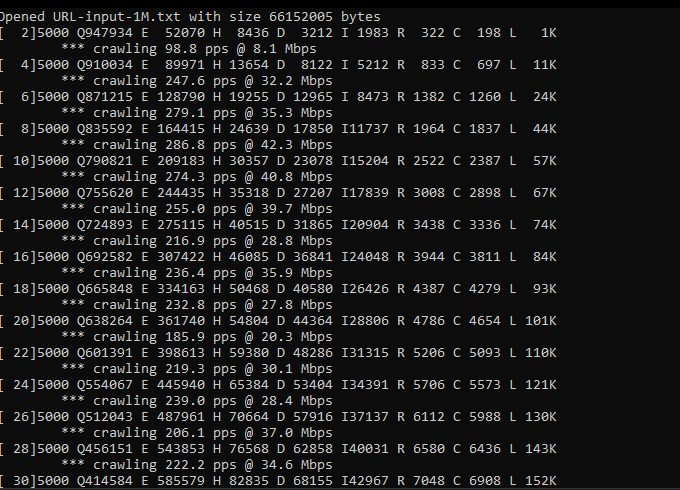 Opened URL-input-1M.txt with size 66152005 bytes
[  2]5000 Q947934 E  52070 H  8436 D  3212 I 1983 R  322 C  198 L   1K
*** crawling 98.8 pps @ 8.1 Mbps
[  4]5000 Q910034 E  89971 H 13654 D  8122 I 5212 R  833 C  697 L  11K
*** crawling 247.6 pps @ 32.2 Mbps
[  6]5000 Q871215 E 128790 H 19255 D 12965 I 8473 R 1382 C 1260 L  24K
*** crawling 279.1 pps @ 35.3 Mbps
[  8]5000 Q835592 E 164415 H 24639 D 17850 I11737 R 1964 C 1837 L  44K
*** crawling 286.8 pps @ 42.3 Mbps
[ 10]5000 Q790821 E 209183 H 30357 D 23078 I15204 R 2522 C 2387 L  57K
*** crawling 274.3 pps @ 40.8 Mbps
[ 12]5000 Q755620 E 244435 H 35318 D 27207 I17839 R 3008 C 2898 L  67K
*** crawling 255.0 pps @ 39.7 Mbps
[ 14]5000 Q724893 E 275115 H 40515 D 31865 I20904 R 3438 C 3336 L  74K
*** crawling 216.9 pps @ 28.8 Mbps
[ 16]5000 Q692582 E 307422 H 46085 D 36841 I24048 R 3944 C 3811 L  84K
*** crawling 236.4 pps @ 35.9 Mbps
[ 18]5000 Q665848 E 334163 H 50468 D 40580 I26426 R 4387 C 4279 L  93K
*** crawling 232.8 pps @ 27.8 Mbps
[ 20]5000 Q638264 E 361740 H 54804 D 44364 I28806 R 4786 C 4654 L 101K
*** crawling 185.9 pps @ 20.3 Mbps
[ 22]5000 Q601391 E 398613 H 59380 D 48286 I31315 R 5206 C 5093 L 110K
*** crawling 219.3 pps @ 30.1 Mbps
[ 24]5000 Q554067 E 445940 H 65384 D 53404 I34391 R 5706 C 5573 L 121K
*** crawling 239.0 pps @ 28.4 Mbps
[ 26]5000 Q512043 E 487961 H 70664 D 57916 I37137 R 6112 C 5988 L 130K
*** crawling 206.1 pps @ 37.0 Mbps
[ 28]5000 Q456151 E 543853 H 76568 D 62858 I40031 R 6580 C 6436 L 143K
*** crawling 222.2 pps @ 34.6 Mbps
[ 30]5000 Q414584 E 585579 H 82835 D 68155 I42967 R 7048 C 6908 L 152K